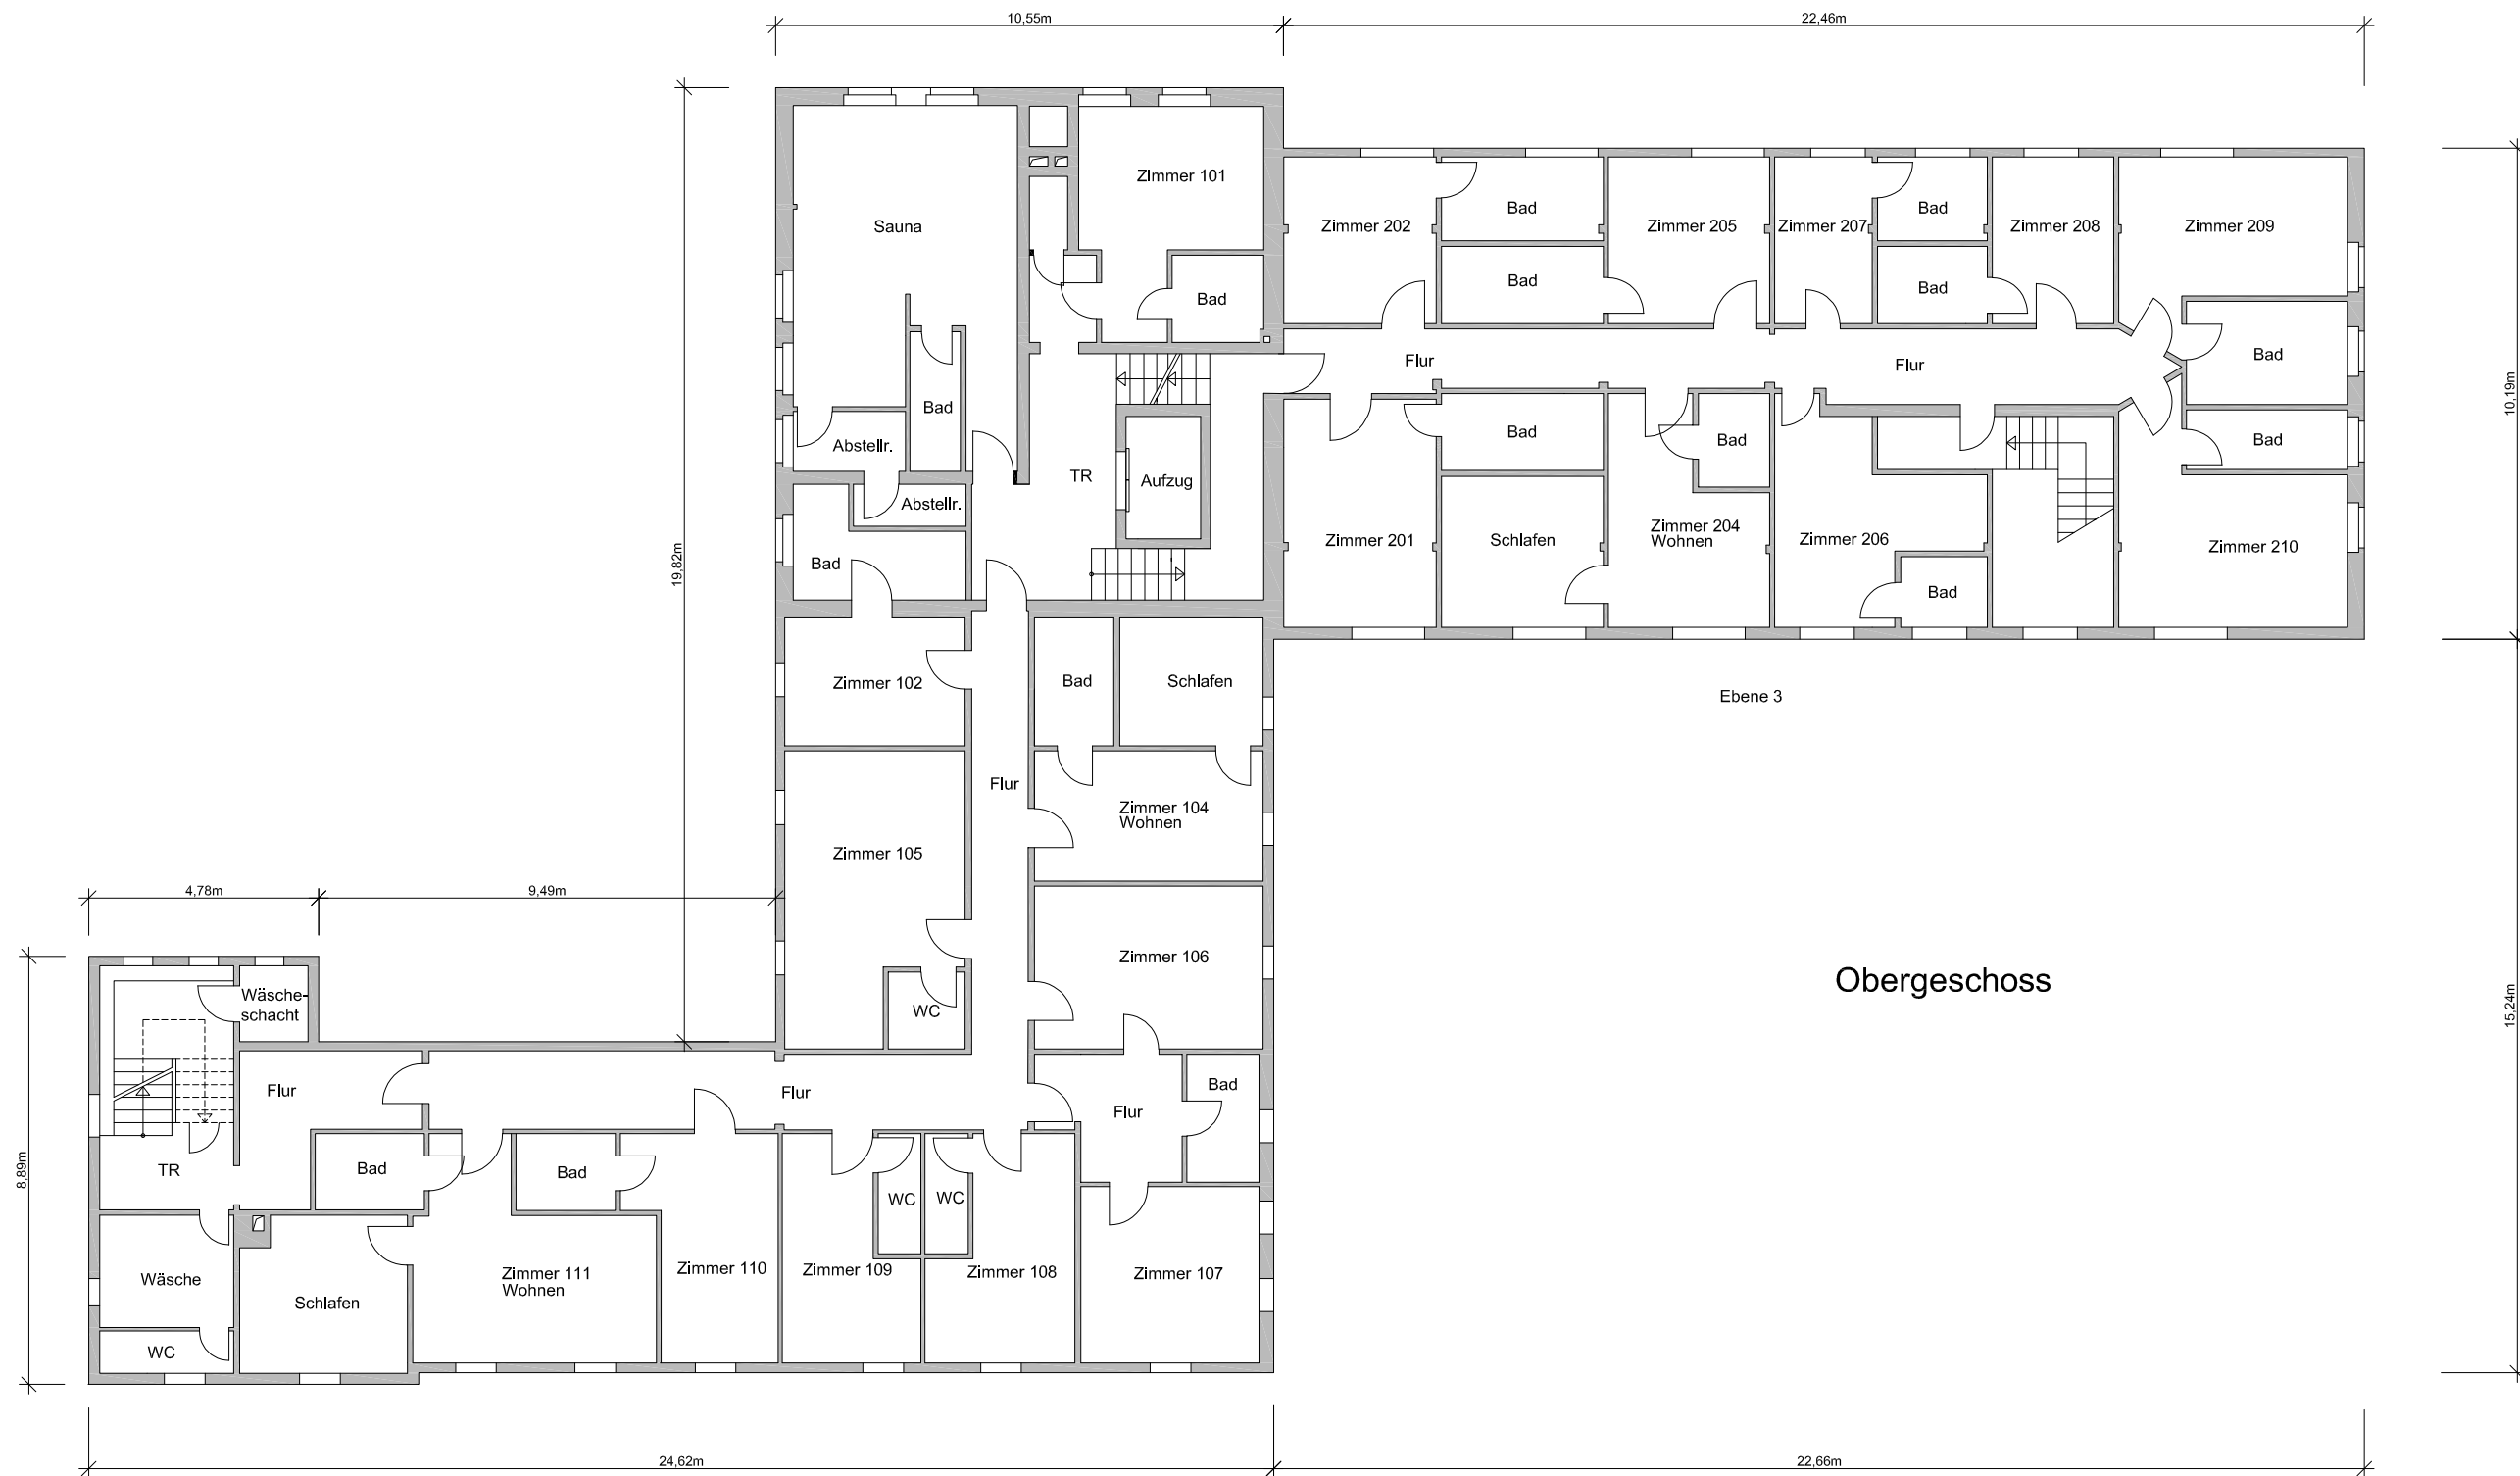 10,55m
22,46m
Zimmer 101
Sauna
Zimmer 202
Bad
Zimmer 205
Zimmer 207
Bad
Zimmer 208
Zimmer 209
Bad
Bad
Bad
Flur
Flur
Bad
10,19m
Bad
Abstellr.
Bad
Bad
Bad
TR
Aufzug
Abstellr.
Zimmer 201
Schlafen
Zimmer 204
Wohnen
Zimmer 206
Zimmer 210
19,82m
Bad
Bad
Zimmer 102
Bad
Schlafen
Ebene 3
Flur
Zimmer 104
Wohnen
Zimmer 105
4,78m
9,49m
Zimmer 106
Obergeschoss
Wäsche-
schacht
WC
15,24m
Flur
Flur
Bad
Flur
8,89m
TR
Bad
Bad
WC
WC
Wäsche
Schlafen
Zimmer 111
Wohnen
Zimmer 110
Zimmer 109
Zimmer 108
Zimmer 107
WC
24,62m
22,66m